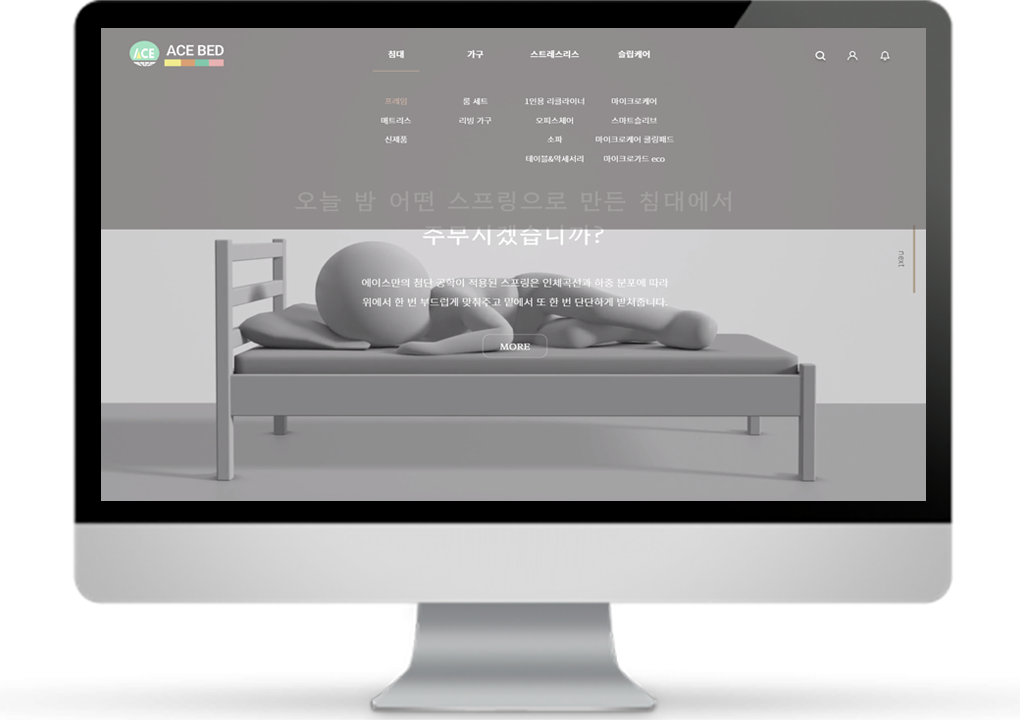 ACE
ACE BED
침대 가구 스트레스리스 슬립케어
프레임 룸 세트 1인용 리클라이너 마이크로케어
매트리스 리빙 가구 오피스체어 스마트슬리브
신제품 소파 마이크로케어 쿨링패드
테이블&악세서리 마이크로가드 eco
오늘 밤 어떤 스프링으로 만든 침대에서
주무시겠습니까?
next
에이스만의 첨단 공학이 적용된 스프링은 인체곡선과 하중 분포에 따라
위에서 한 번 부드럽게 맞춰주고 밑에서 또 한 번 단단하게 받쳐줍니다.
MORE